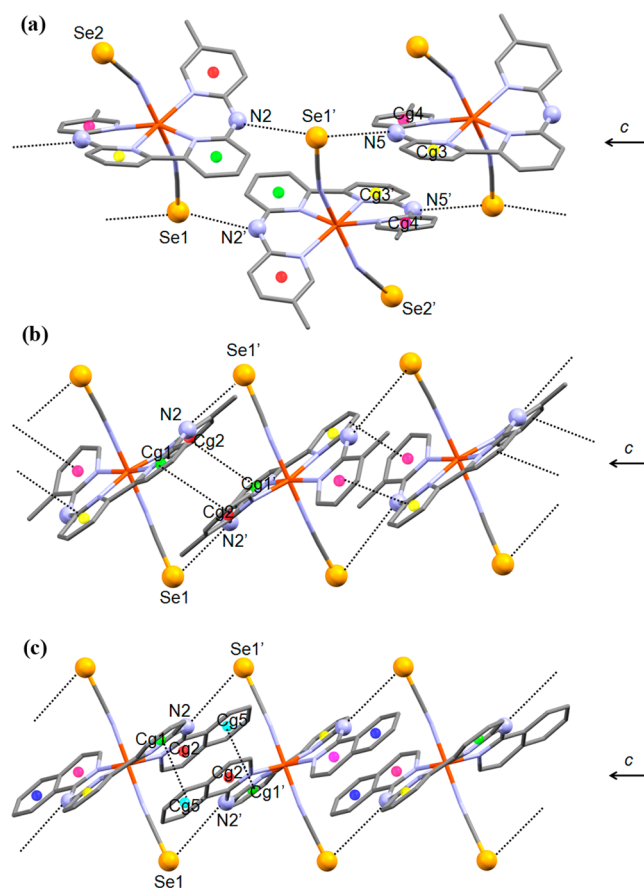 (a)
Se2
N2
Se1'
Cg4
N5
Cg3
c
Cg3
N5'
Cg4
Se1
N2'
Se2'
(b)
Se1'
N2
Cg2
Cg1
Cg1'
Cg2'
N2'
Se1
c
(c)
Se1'
N2
Cg5
Cg1
Cg2
Cg2'
Cg5'
Cg1'
N2'
Se1
c